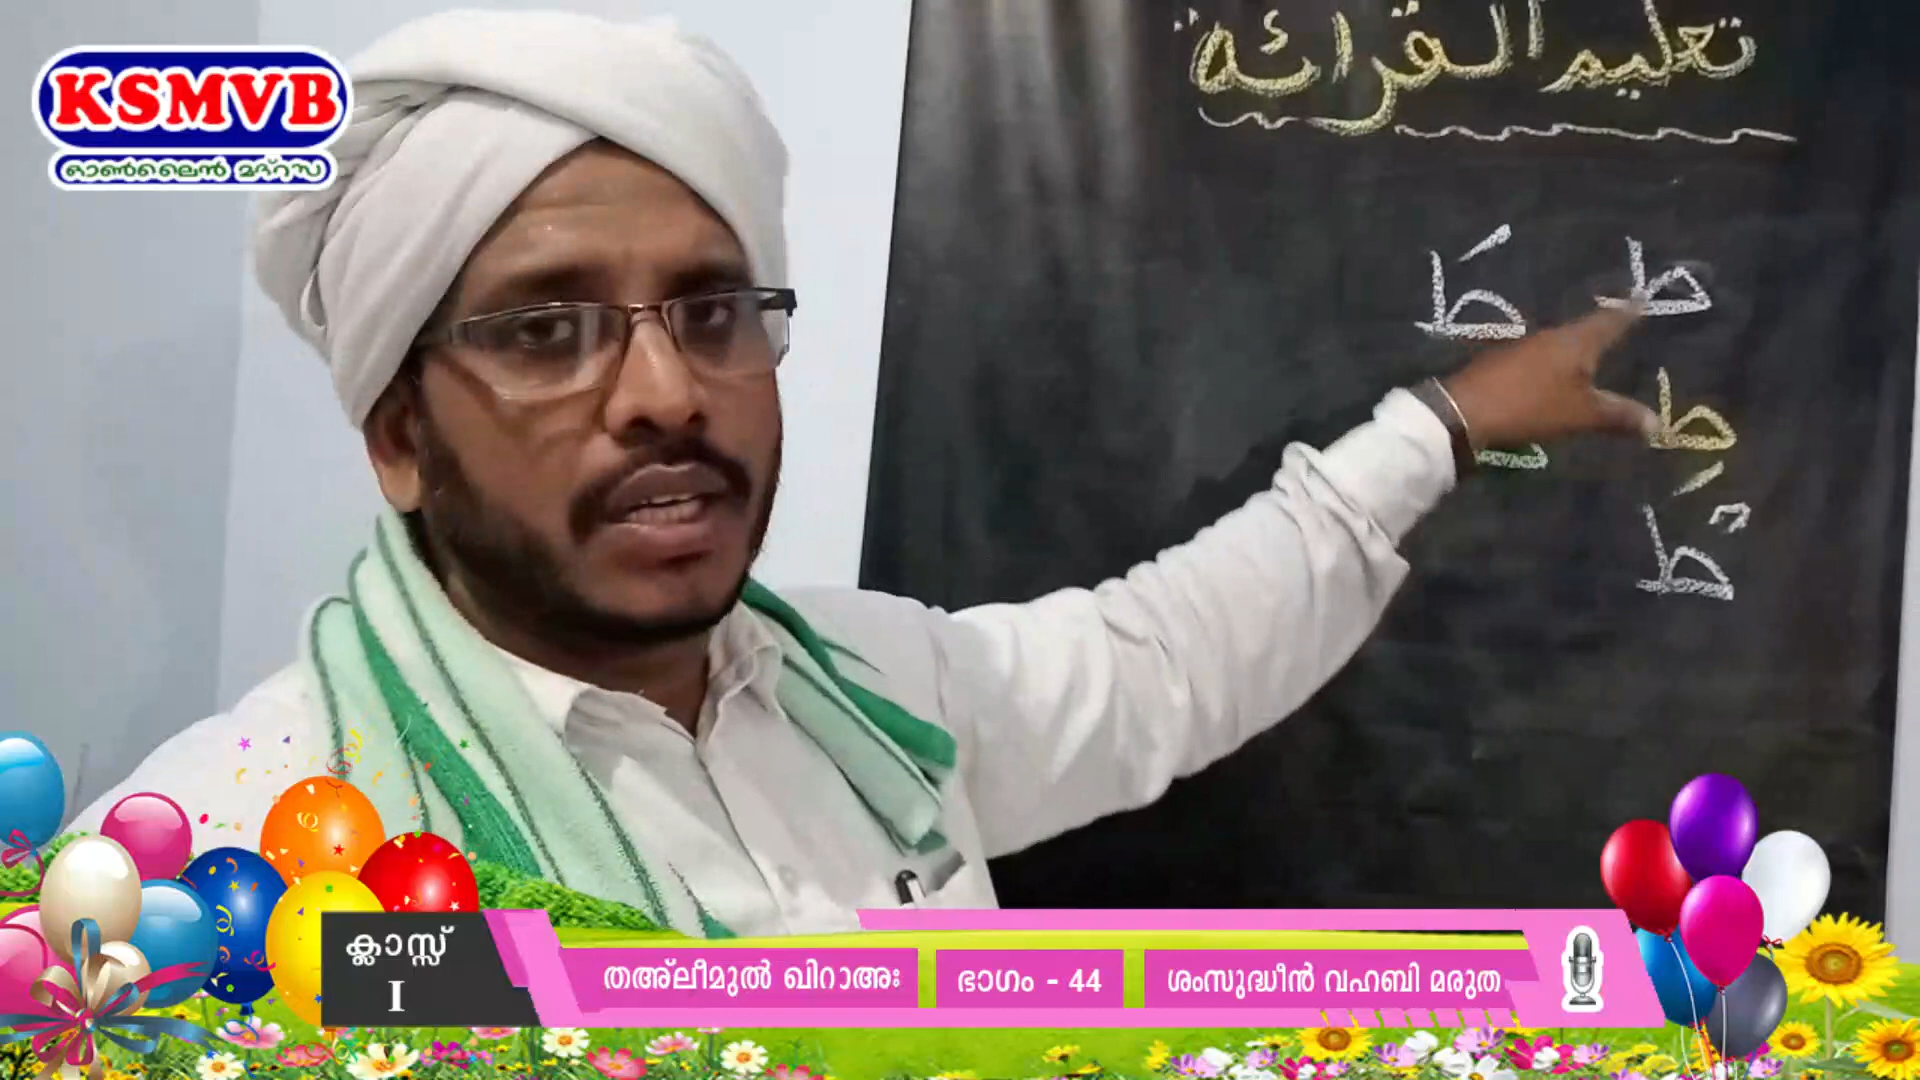 KSMVB
ഓൺലൈൻ മദ്റസ
تعليم القرائة
ط طَ
طِ
طُ
ക്ലാസ്സ്
I
തഅ്ലീമുൽ ഖിറാഅഃ
ഭാഗം - 44
ശംസുദ്ധീൻ വഹബി മരുത